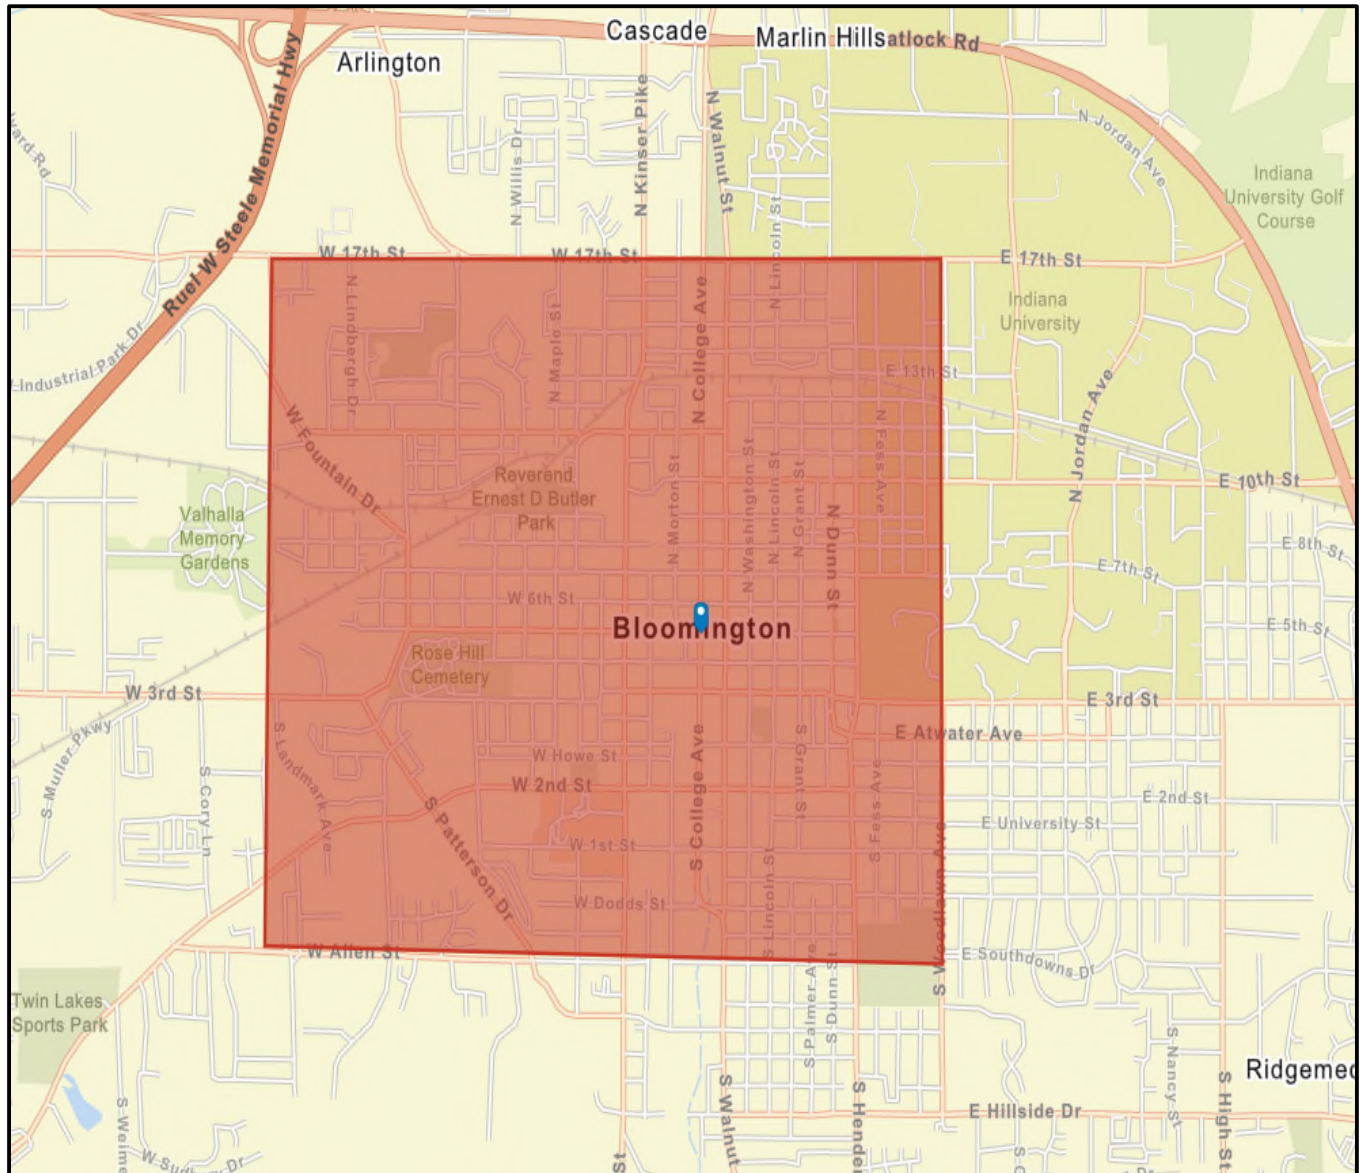 Cascade
Marlin Hills
atlock Rd
Arlington
Ruel W Steele Memorial Hwy
N Kinser Pike
N Walnut St
N Willis Dr
N Lincoln St
N Jordan Ave
Indiana
University Golf
Course
W 17th St
W 17th St
E 17th St
Indiana
University
N Lindbergh Dr
N Maple St
N College Ave
Industrial Park Dr
E 13th St
N Jordan Ave
W Fountain Dr
N Fess Ave
Reverend
Ernest D Butler
Park
N Morton St
N Washington St
N Lincoln St
N Grant St
N Dunn St
E 10th St
Valhalla
Memory
Gardens
E 8th St
E 7th St
W 6th St
Bloomington
E 5th St
Rose Hill
Cemetery
W 3rd St
E 3rd St
S Muller Pkwy
S Landmark Ave
S Cory Ln
E Atwater Ave
W Howe St
W 2nd St
S College Ave
S Grant St
S Fess Ave
E 2nd St
E University St
S Patterson Dr
W 1st St
S Woodlawn Ave
W Dodds St
S Lincoln St
W Allen St
E Southdowns Dr
S Palmer Ave
S Dunn St
Twin Lakes
Sports Park
S Nancy St
Ridgemed
S Weime
S Walnut
S Hender
E Hillside Dr
S High St
W Sudbury Dr
St